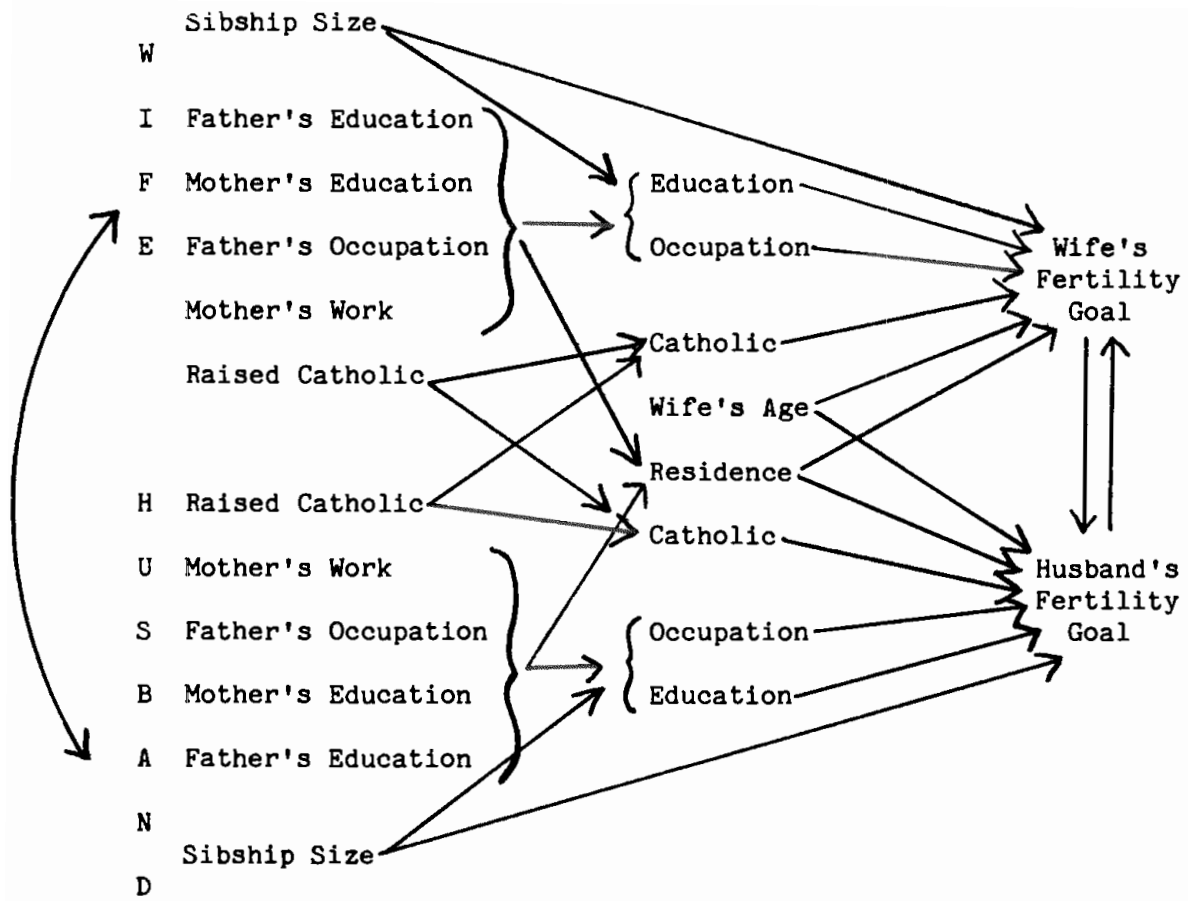 Sibship Size
W
I Father's Education
F Mother's Education
E Father's Occupation
Mother's Work
Raised Catholic
H Raised Catholic
U Mother's Work
S Father's Occupation
B Mother's Education
A Father's Education
N
Sibship Size
D
Education
Occupation
Catholic
Wife's Age
Residence
Catholic
Occupation
Education
Wife's
Fertility
Goal
Husband's
Fertility
Goal